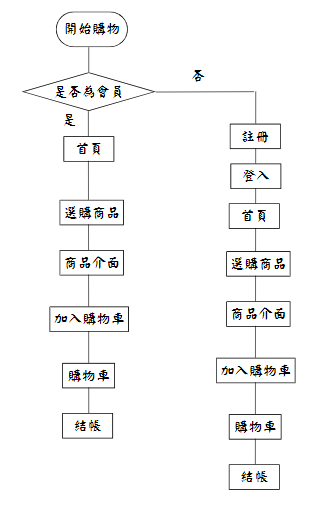 開始購物
是否為會員
否
是
首頁
選購商品
商品介面
加入購物車
購物車
結帳
註冊
登入
首頁
選購商品
商品介面
加入購物車
購物車
結帳